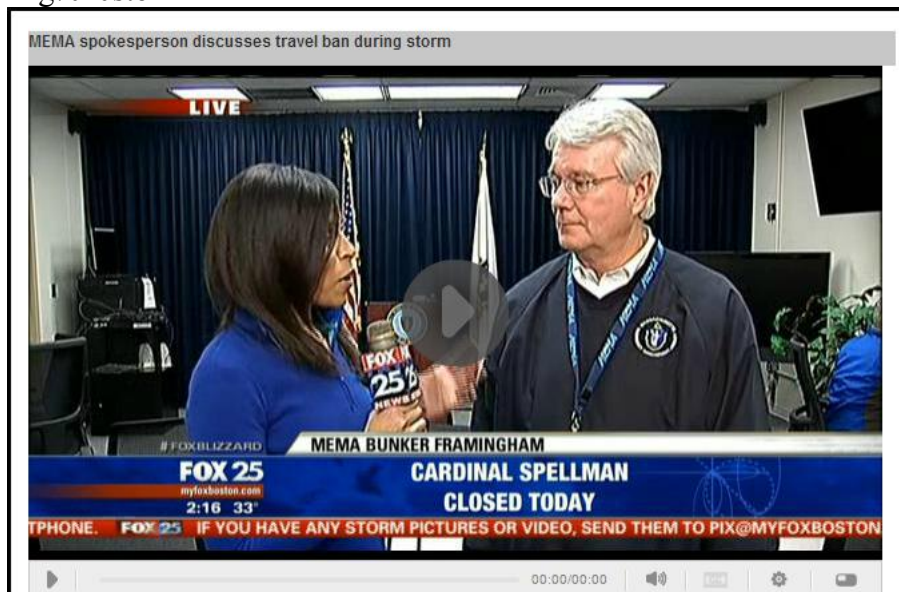 MEMA spokesperson discusses travel ban during storm
LIVE
FOX
25
NEWS
MEMA
MEMA
#FOXBLIZZARD
MEMA BUNKER FRAMINGHAM
FOX 25
myfoxboston.com
2:16 33°
CARDINAL SPELLMAN
CLOSED TODAY
TPHONE. FOX 25 IF YOU HAVE ANY STORM PICTURES OR VIDEO, SEND THEM TO PIX@MYFOXBOSTON
00:00/00:00